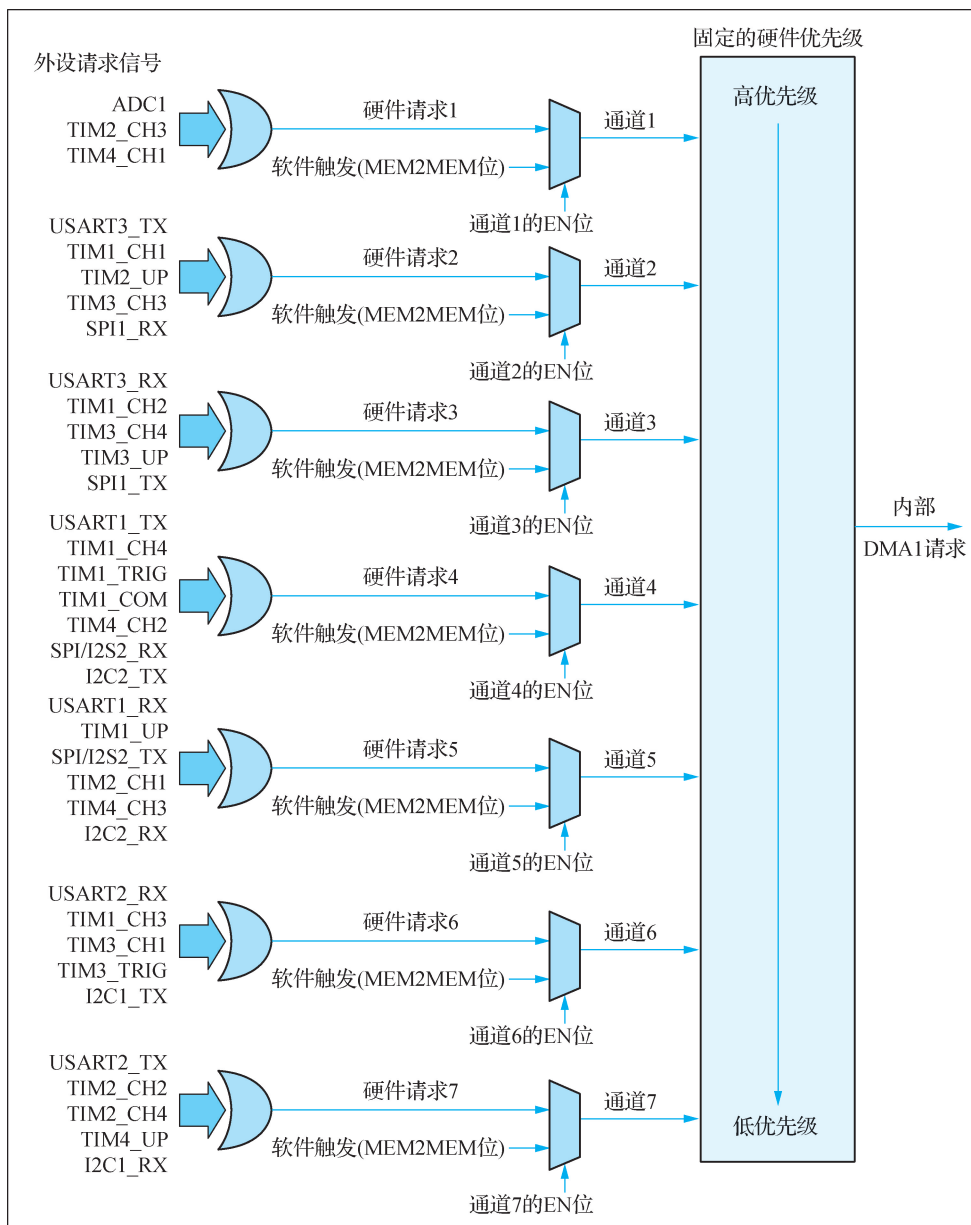 固定的硬件优先级
外设请求信号
高优先级
ADC1
TIM2_CH3
TIM4_CH1
硬件请求1
软件触发(MEM2MEM位)
通道1
通道1的EN位
USART3_TX
TIM1_CH1
TIM2_UP
TIM3_CH3
SPI1_RX
硬件请求2
软件触发(MEM2MEM位)
通道2
通道2的EN位
USART3_RX
TIM1_CH2
TIM3_CH4
TIM3_UP
SPI1_TX
硬件请求3
软件触发(MEM2MEM位)
通道3
通道3的EN位
USART1_TX
TIM1_CH4
TIM1_TRIG
TIM1_COM
TIM4_CH2
SPI/I2S2_RX
I2C2_TX
硬件请求4
软件触发(MEM2MEM位)
通道4
通道4的EN位
内部
DMA1请求
USART1_RX
TIM1_UP
SPI/I2S2_TX
TIM2_CH1
TIM4_CH3
I2C2_RX
硬件请求5
软件触发(MEM2MEM位)
通道5
通道5的EN位
USART2_RX
TIM1_CH3
TIM3_CH1
TIM3_TRIG
I2C1_TX
硬件请求6
软件触发(MEM2MEM位)
通道6
通道6的EN位
USART2_TX
TIM2_CH2
TIM2_CH4
TIM4_UP
I2C1_RX
硬件请求7
软件触发(MEM2MEM位)
通道7
通道7的EN位
低优先级